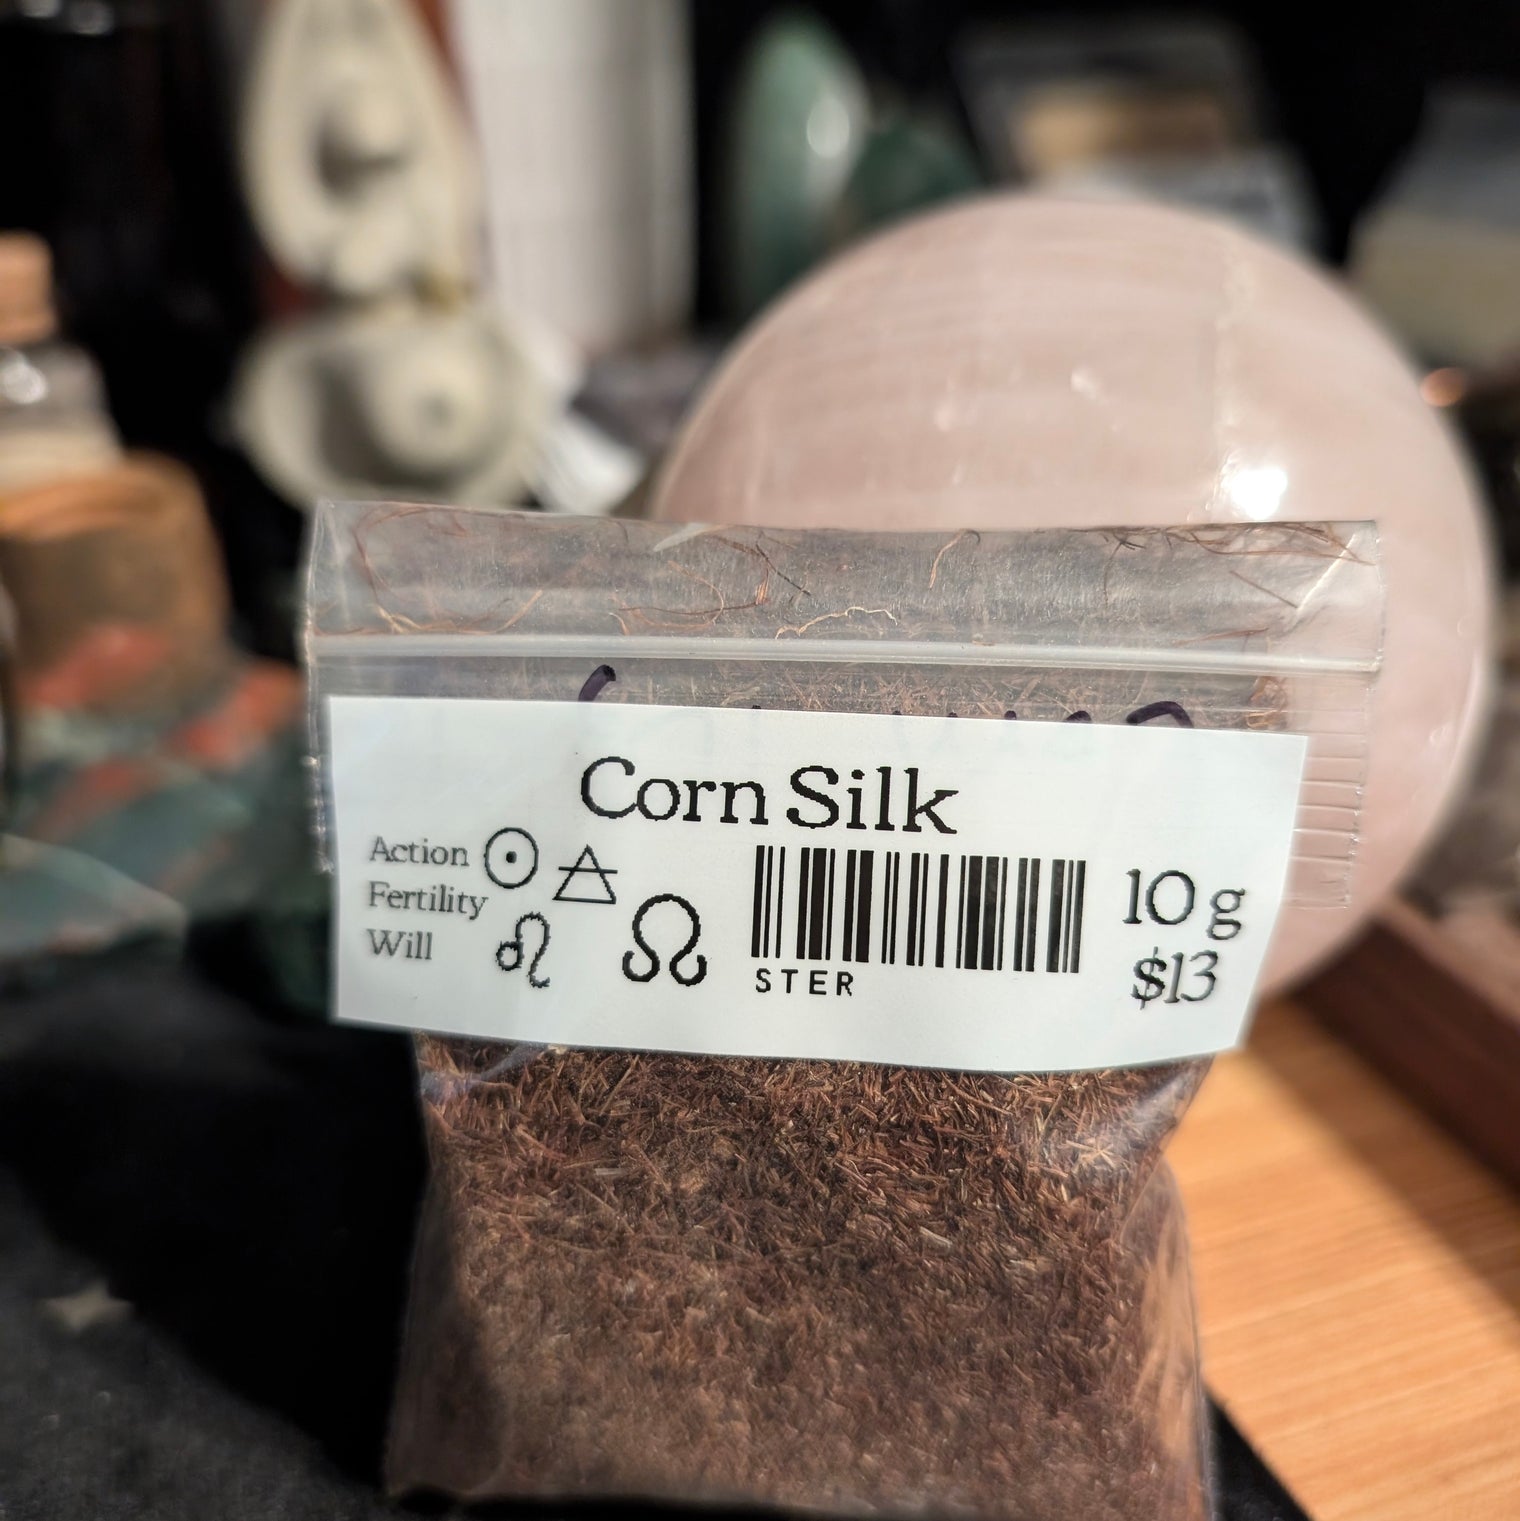 Corn Silk
Action ☉ 🜁
Fertility
Will ♌ ☊
STER
10 g
$13